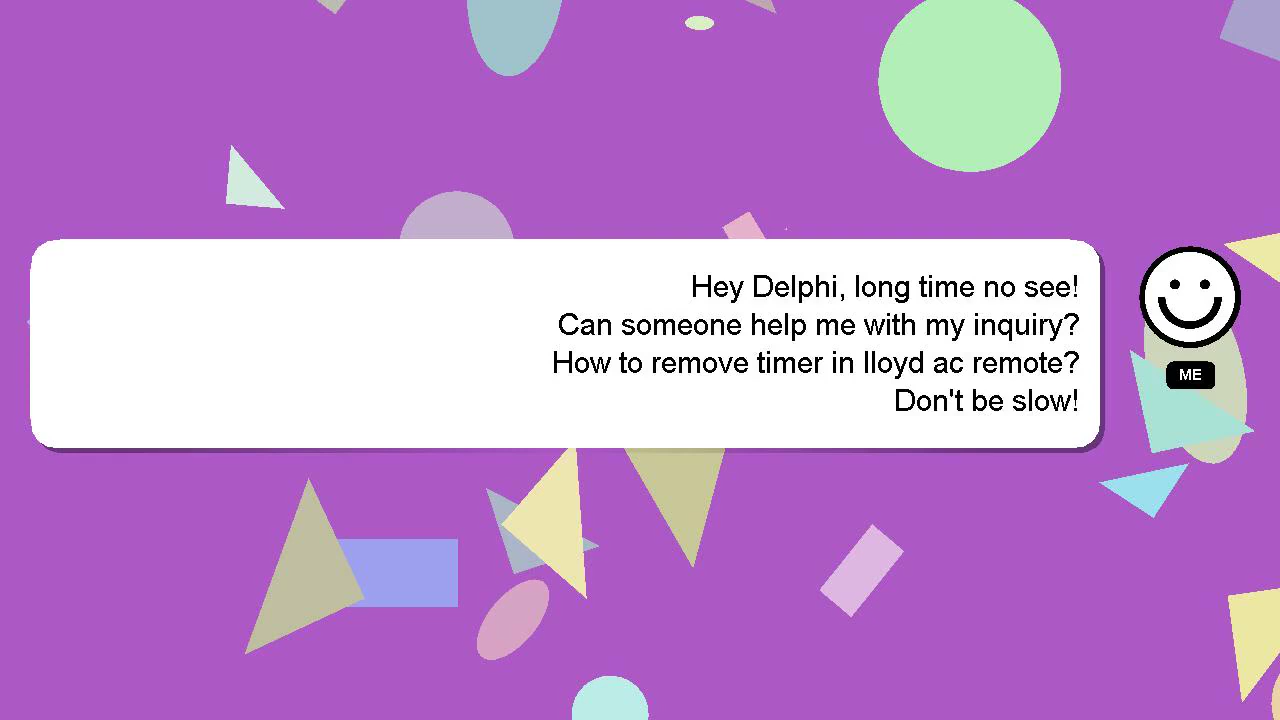 Hey Delphi, long time no see!
Can someone help me with my inquiry?
How to remove timer in lloyd ac remote?
Don't be slow!
ME